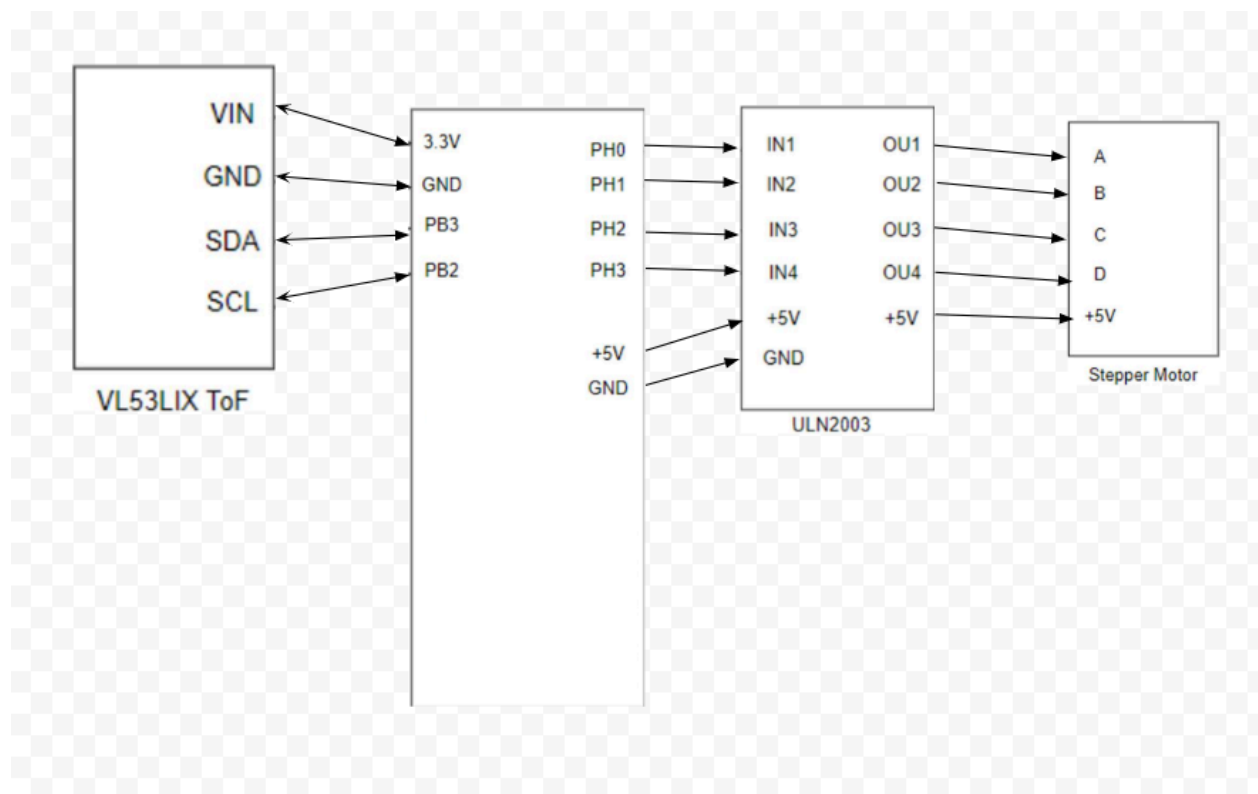 VIN
GND
SDA
SCL
VL53LIX ToF
3.3V
GND
PB3
PB2
PH0
PH1
PH2
PH3
+5V
GND
IN1
IN2
IN3
IN4
+5V
GND
OU1
OU2
OU3
OU4
+5V
ULN2003
A
B
C
D
+5V
Stepper Motor